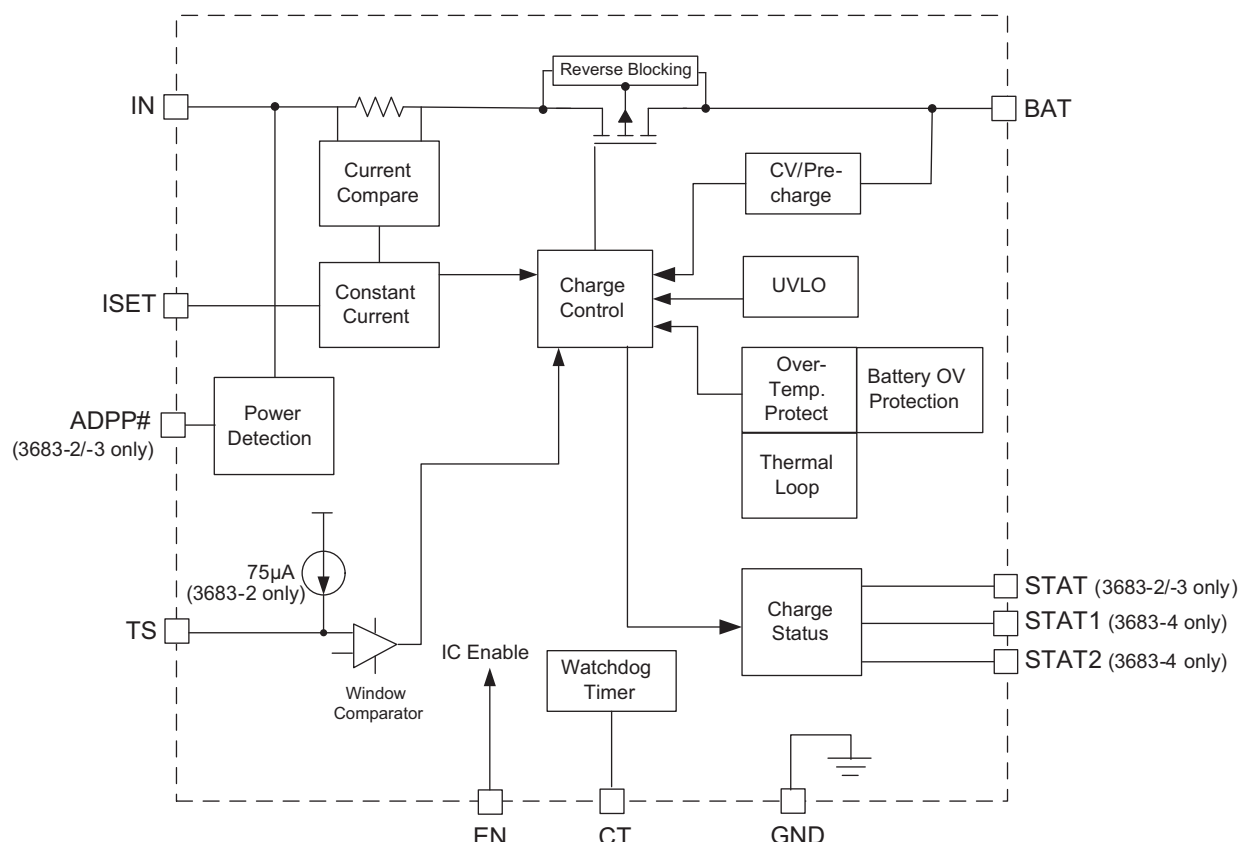 Reverse Blocking
IN
BAT
Current
Compare
CV/Pre-
charge
ISET
Constant
Current
Charge
Control
UVLO
Over-
Temp.
Protect
Battery OV
Protection
ADPP#
(3683-2/-3 only)
Power
Detection
Thermal
Loop
75µA
(3683-2 only)
TS
Window
Comparator
IC Enable
Watchdog
Timer
Charge
Status
STAT (3683-2/-3 only)
STAT1 (3683-4 only)
STAT2 (3683-4 only)
EN
CT
GND